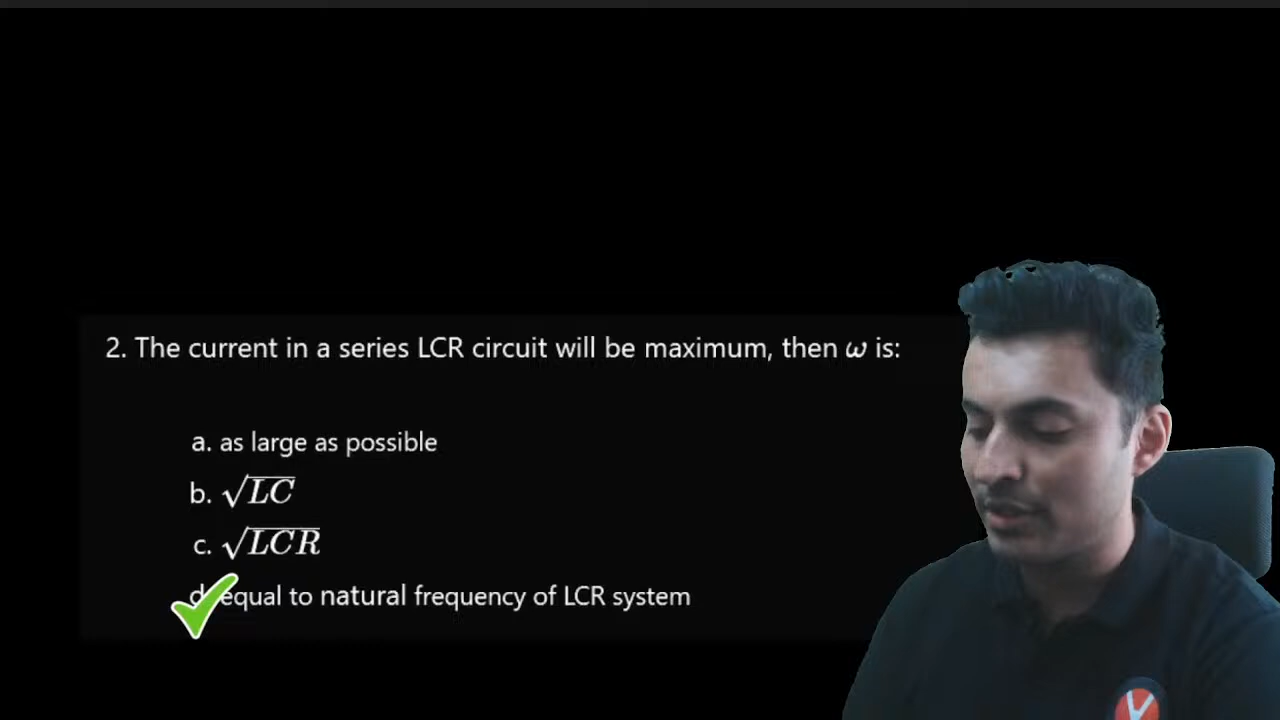 2. The current in a series LCR circuit will be maximum, then ω is:
a. as large as possible
b. √LC
c. √LCR
d. equal to natural frequency of LCR system